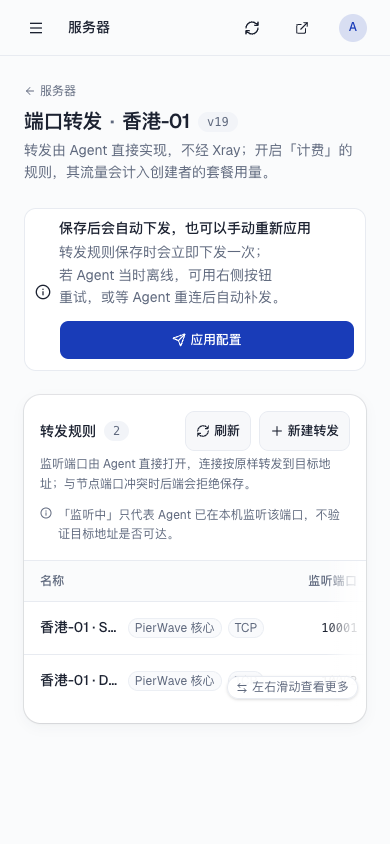 服务器
A
服务器
端口转发 · 香港-01 v19
转发由 Agent 直接实现，不经 Xray；开启「计费」的
规则，其流量会计入创建者的套餐用量。
保存后会自动下发，也可以手动重新应用
转发规则保存时会立即下发一次；
若 Agent 当时离线，可用右侧按钮
重试，或等 Agent 重连后自动补发。
应用配置
转发规则 2 刷新 新建转发
监听端口由 Agent 直接打开，连接按原样转发到目标地
址；与节点端口冲突时后端会拒绝保存。
「监听中」只代表 Agent 已在本机监听该端口，不验
证目标地址是否可达。
名称 监听端口
香港-01 · S... PierWave 核心 TCP 10001
香港-01 · D... PierWave 核心
左右滑动查看更多